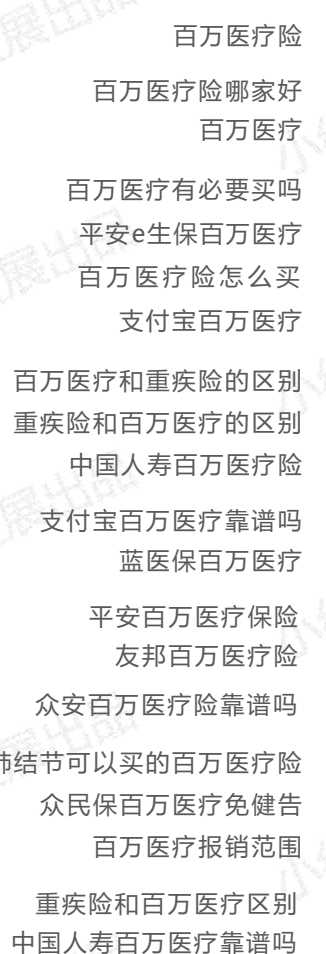 百万医疗险
百万医疗险哪家好
百万医疗
百万医疗有必要买吗
平安e生保百万医疗
百万医疗险怎么买
支付宝百万医疗
百万医疗和重疾险的区别
重疾险和百万医疗的区别
中国人寿百万医疗险
支付宝百万医疗靠谱吗
蓝医保百万医疗
平安百万医疗保险
友邦百万医疗险
众安百万医疗险靠谱吗
结节可以买的百万医疗险
众民保百万医疗免健告
百万医疗报销范围
重疾险和百万医疗区别
中国人寿百万医疗靠谱吗